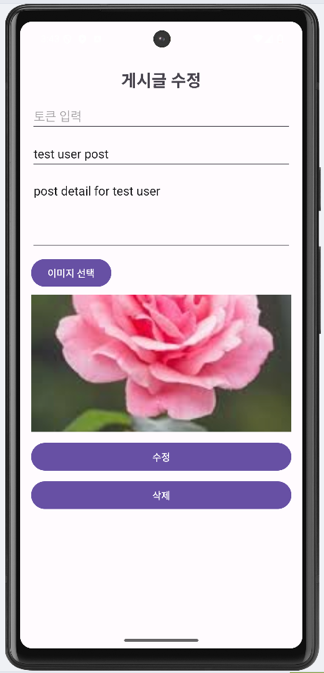 게시글 수정
토큰 입력
test user post
post detail for test user
이미지 선택
수정
삭제